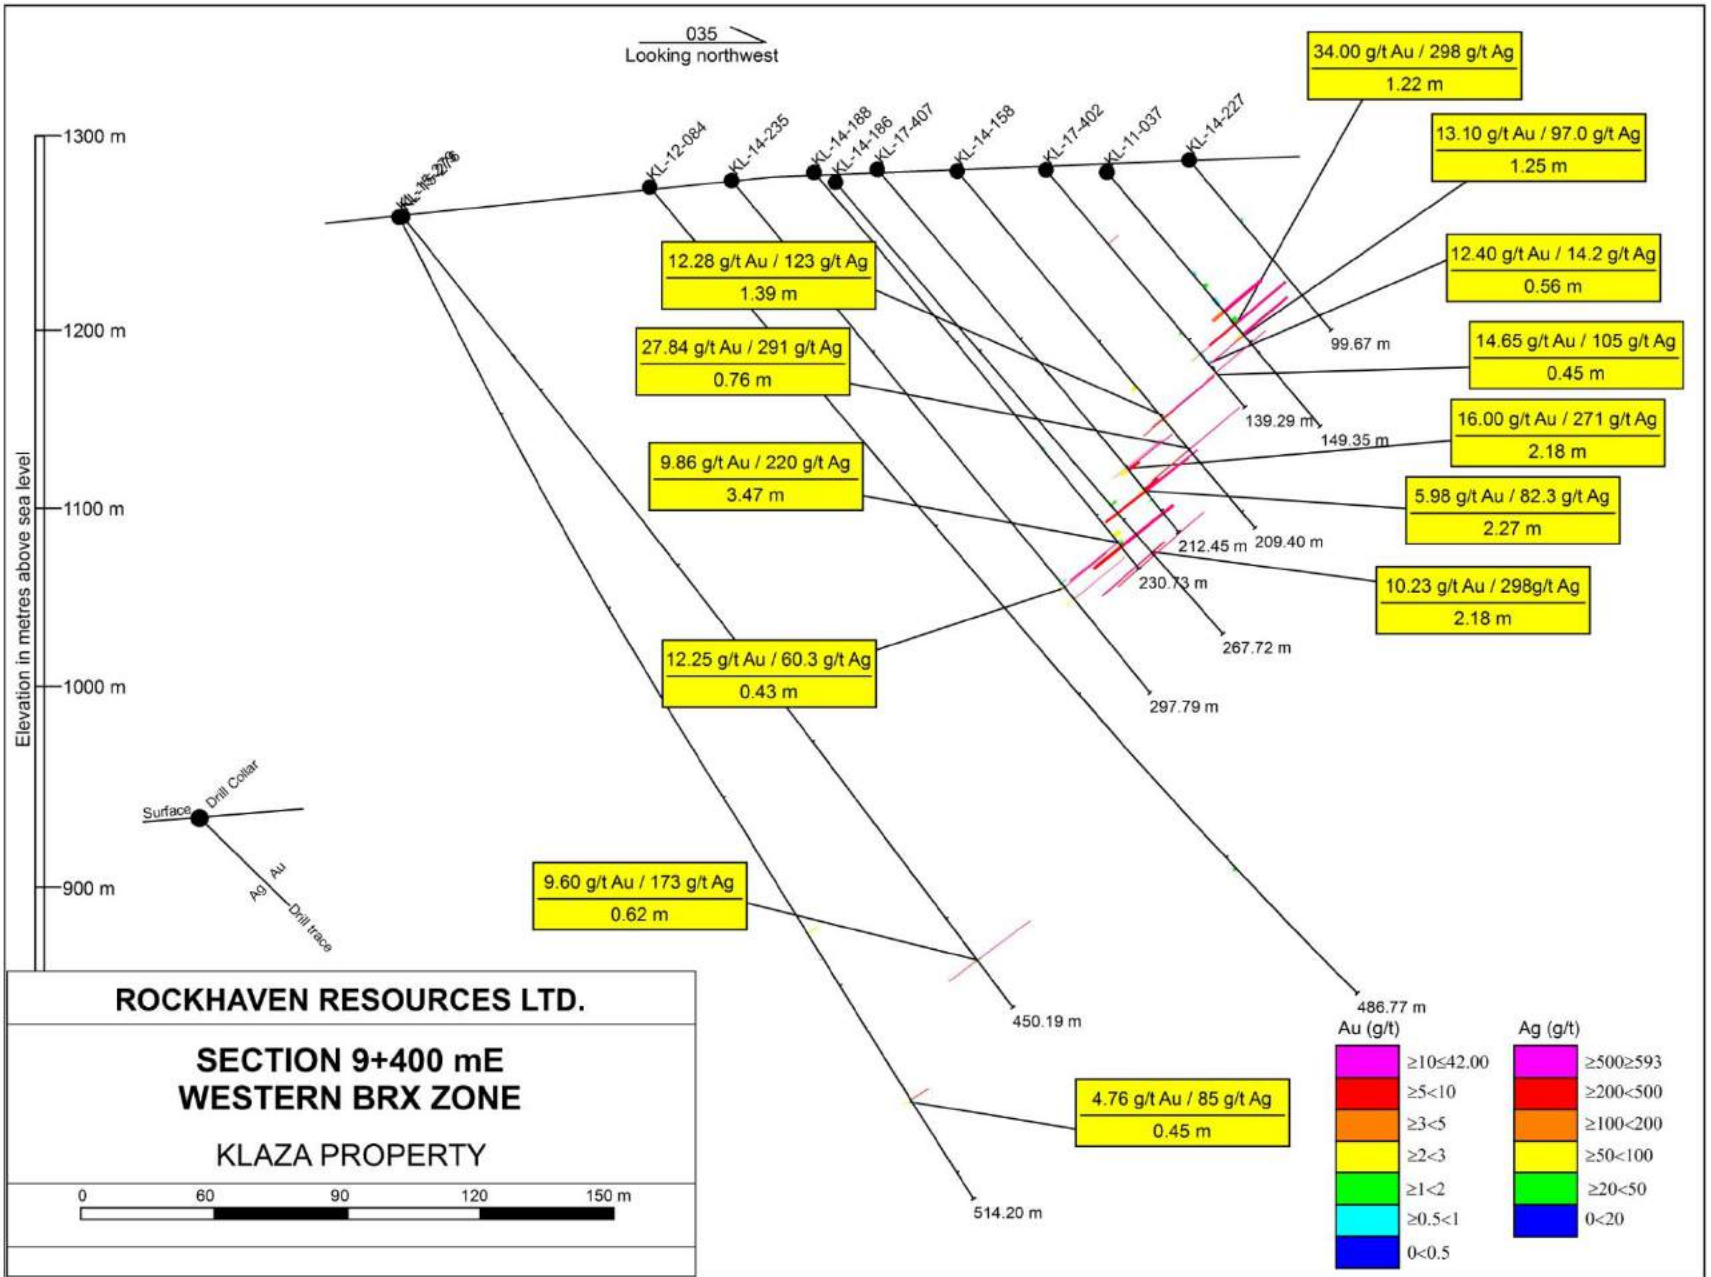 035
Looking northwest
34.00 g/t Au / 298 g/t Ag
1.22 m
13.10 g/t Au / 97.0 g/t Ag
1.25 m
12.40 g/t Au / 14.2 g/t Ag
0.56 m
14.65 g/t Au / 105 g/t Ag
0.45 m
16.00 g/t Au / 271 g/t Ag
2.18 m
5.98 g/t Au / 82.3 g/t Ag
2.27 m
10.23 g/t Au / 298g/t Ag
2.18 m
12.28 g/t Au / 123 g/t Ag
1.39 m
27.84 g/t Au / 291 g/t Ag
0.76 m
9.86 g/t Au / 220 g/t Ag
3.47 m
12.25 g/t Au / 60.3 g/t Ag
0.43 m
9.60 g/t Au / 173 g/t Ag
0.62 m
4.76 g/t Au / 85 g/t Ag
0.45 m
KL-12-084
KL-14-235
KL-14-188
KL-14-186
KL-17-407
KL-14-158
KL-17-402
KL-11-037
KL-14-227
1300 m
1200 m
1100 m
1000 m
900 m
Elevation in metres above sea level
99.67 m
139.29 m
149.35 m
209.40 m
212.45 m
230.73 m
267.72 m
297.79 m
486.77 m
450.19 m
514.20 m
Surface
Drill Collar
Ag
Au
Drill trace
ROCKHAVEN RESOURCES LTD.
SECTION 9+400 mE
WESTERN BRX ZONE
KLAZA PROPERTY
0 60 90 120 150 m
Au (g/t)
≥10≤42.00
≥5<10
≥3<5
≥2<3
≥1<2
≥0.5<1
0<0.5
Ag (g/t)
≥500≥593
≥200<500
≥100<200
≥50<100
≥20<50
0<20